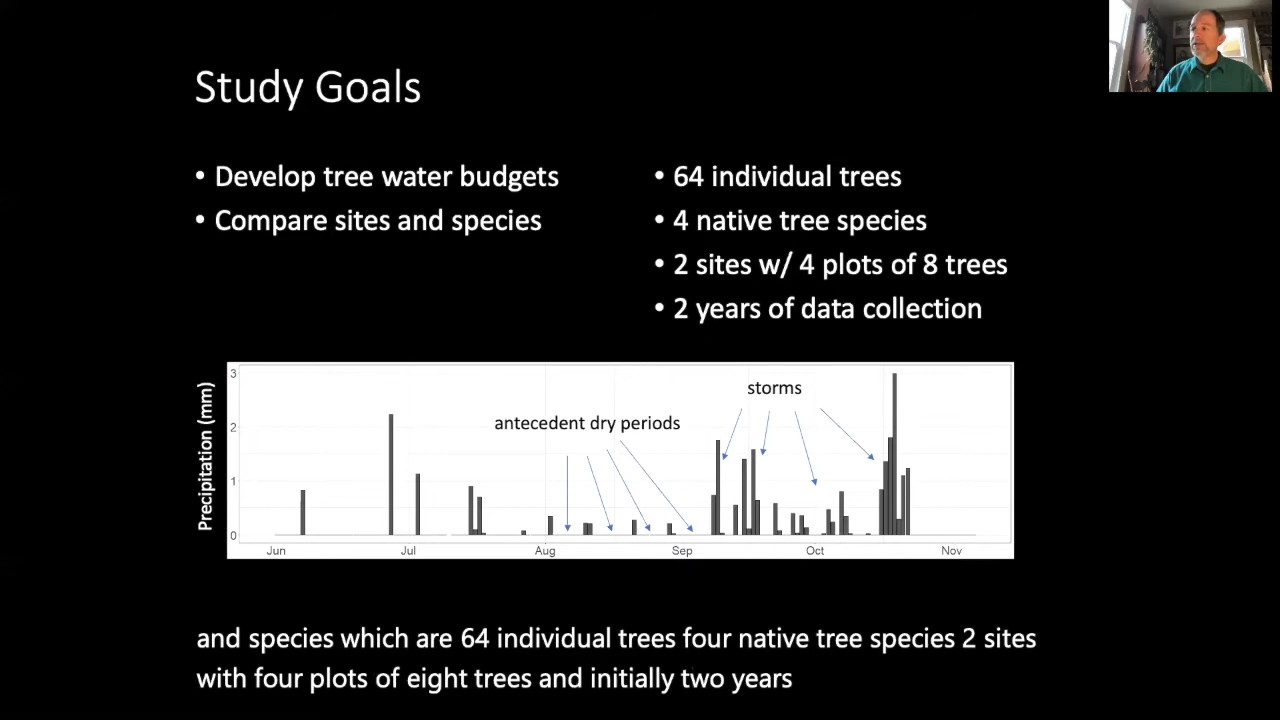 Study Goals
• Develop tree water budgets
• Compare sites and species
• 64 individual trees
• 4 native tree species
• 2 sites w/ 4 plots of 8 trees
• 2 years of data collection
Precipitation (mm)
3
2
1
0
antecedent dry periods
storms
Jun Jul Aug Sep Oct Nov
and species which are 64 individual trees four native tree species 2 sites
with four plots of eight trees and initially two years